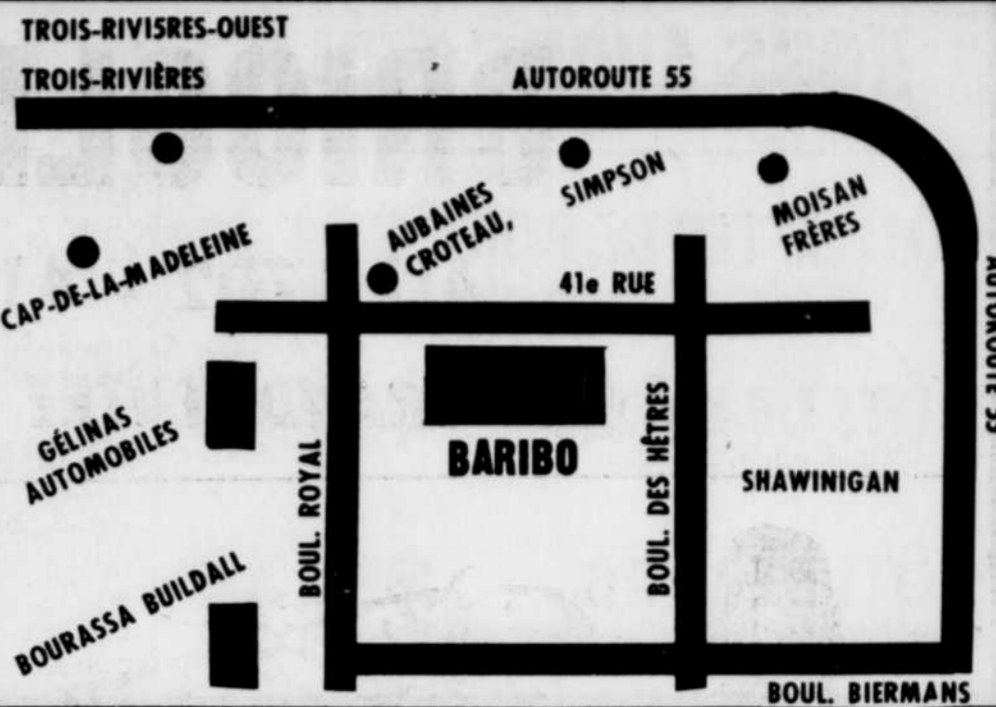 TROIS-RIVI5RES-OUEST
TROIS-RIVIÈRES
AUTOROUTE 55
CAP-DE-LA-MADELEINE
AUBAINES
CROTEAU,
SIMPSON
MOISAN
FRÈRES
41e RUE
AUTOROUTE 55
GÉLINAS
AUTOMOBILES
BARIBO
BOUL. ROYAL
BOUL. DES HÊTRES
SHAWINIGAN
BOURASSA BUILDALL
BOUL. BIERMANS